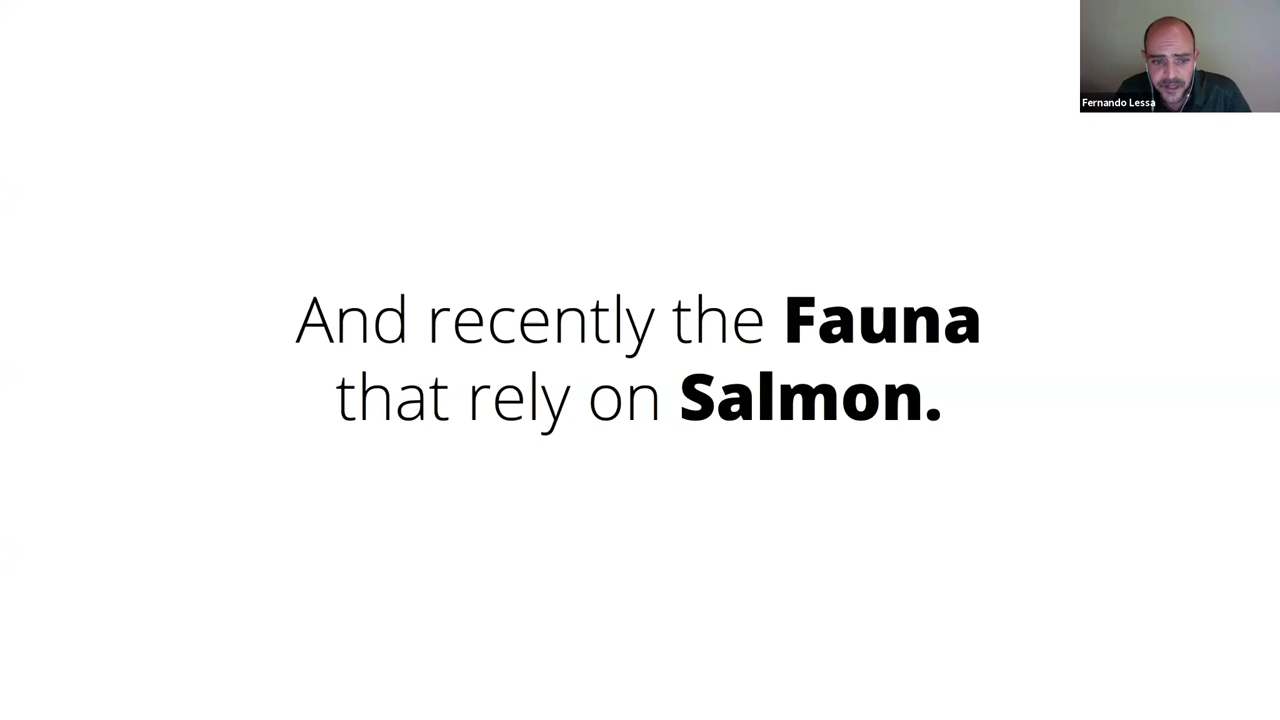 Fernando Lessa
And recently the Fauna
that rely on Salmon.